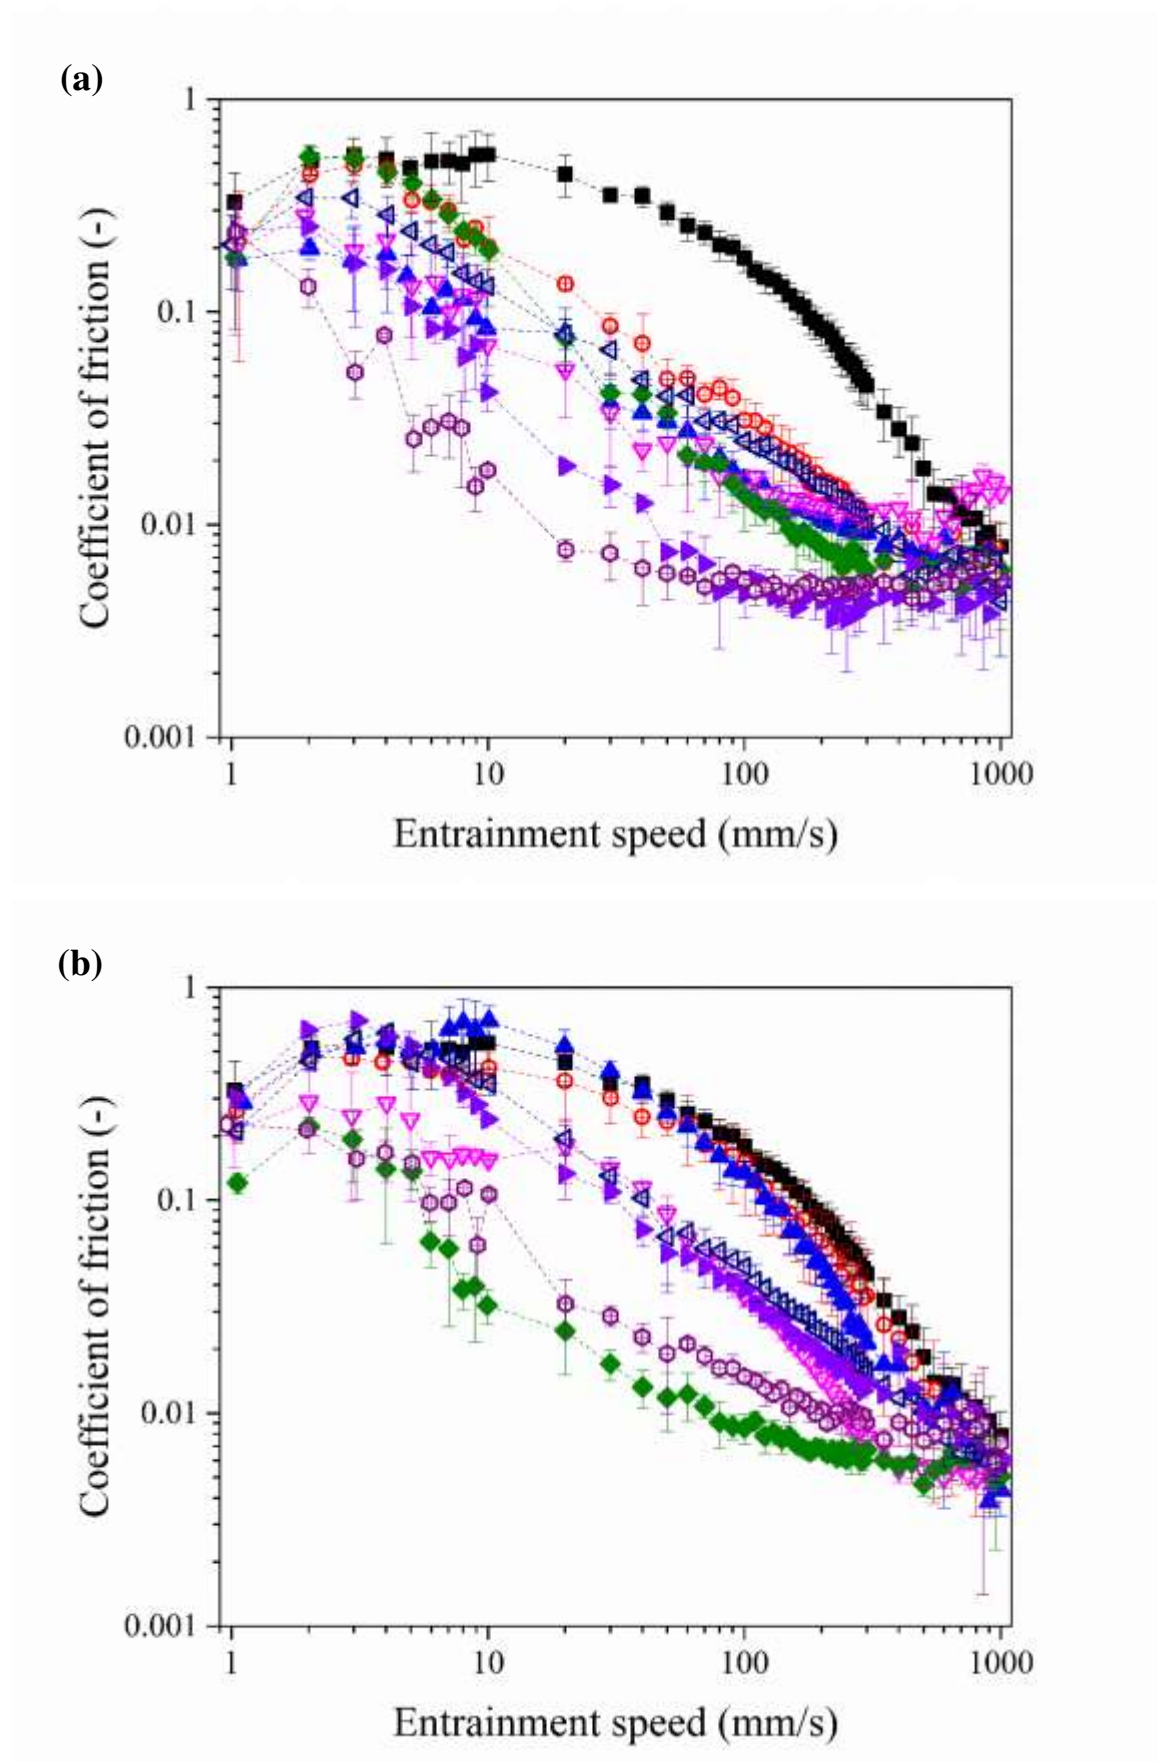 (a)
1
0.1
0.01
0.001
Coefficient of friction (-)
1 10 100 1000
Entrainment speed (mm/s)
(b)
1
0.1
0.01
0.001
Coefficient of friction (-)
1 10 100 1000
Entrainment speed (mm/s)